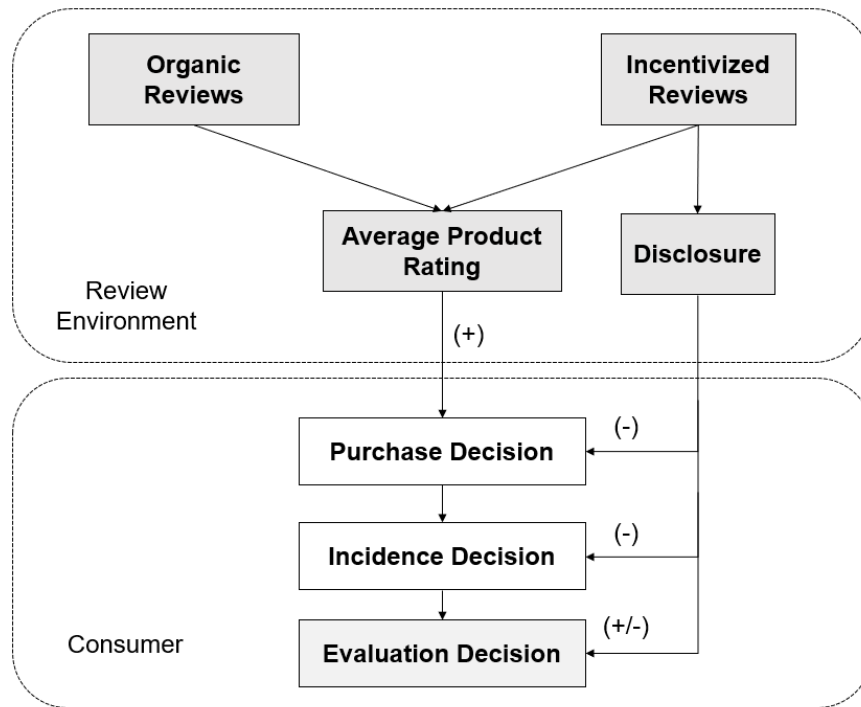 Organic
Reviews
Incentivized
Reviews
Average Product
Rating
Disclosure
Review
Environment
(+)
(-)
Purchase Decision
(-)
Incidence Decision
(+/-)
Consumer
Evaluation Decision